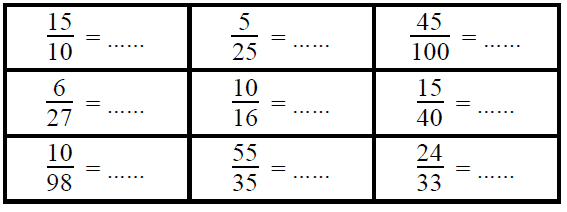 15/10 = ...... 5/25 = ...... 45/100 = ......
6/27 = ...... 10/16 = ...... 15/40 = ......
10/98 = ...... 55/35 = ...... 24/33 = ......